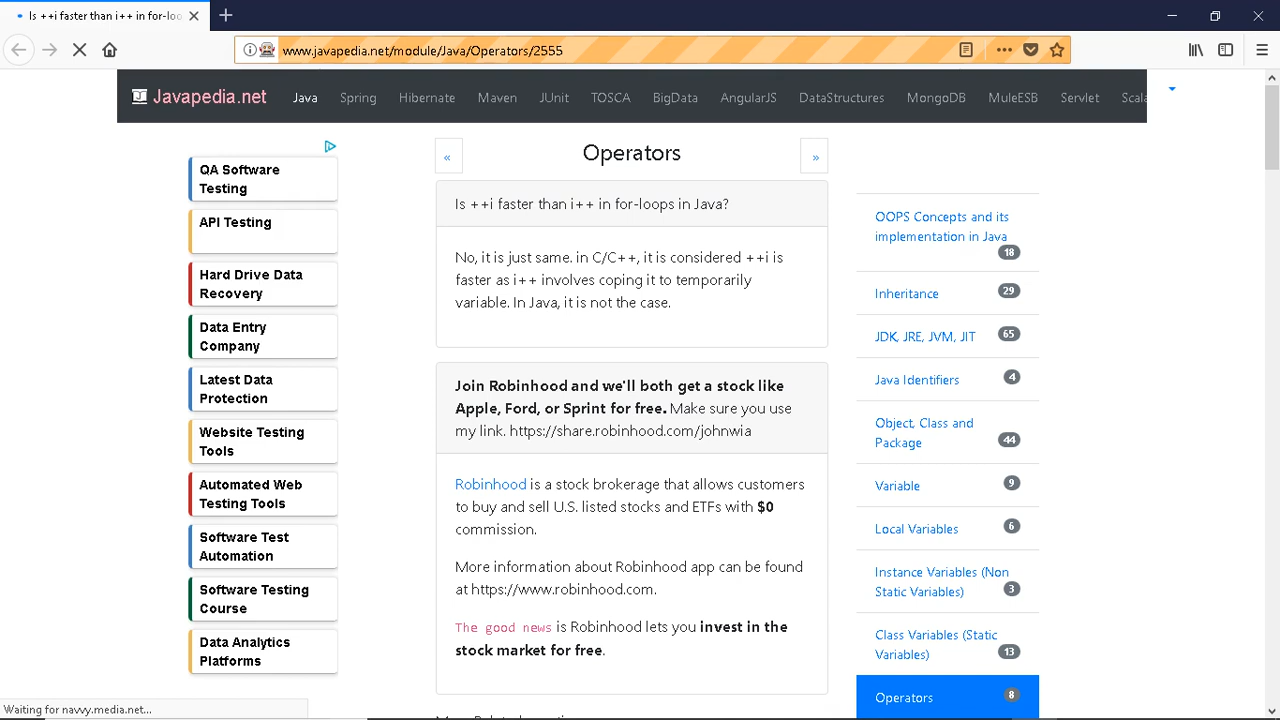 Is ++i faster than i++ in for-loo
www.javapedia.net/module/Java/Operators/2555
Javapedia.net Java Spring Hibernate Maven JUnit TOSCA BigData AngularJS DataStructures MongoDB MuleESB Servlet Scala
QA Software
Testing
API Testing
Hard Drive Data
Recovery
Data Entry
Company
Latest Data
Protection
Website Testing
Tools
Automated Web
Testing Tools
Software Test
Automation
Software Testing
Course
Data Analytics
Platforms
« Operators »
Is ++i faster than i++ in for-loops in Java?
No, it is just same. in C/C++, it is considered ++i is
faster as i++ involves coping it to temporarily
variable. In Java, it is not the case.
Join Robinhood and we'll both get a stock like
Apple, Ford, or Sprint for free. Make sure you use
my link. https://share.robinhood.com/johnwia
Robinhood is a stock brokerage that allows customers
to buy and sell U.S. listed stocks and ETFs with $0
commission.
More information about Robinhood app can be found
at https://www.robinhood.com.
The good news is Robinhood lets you invest in the
stock market for free.
OOPS Concepts and its
implementation in Java
18
Inheritance 29
JDK, JRE, JVM, JIT 65
Java Identifiers 4
Object, Class and
Package 44
Variable 9
Local Variables 6
Instance Variables (Non
Static Variables) 3
Class Variables (Static
Variables) 13
Operators 8
Waiting for navvy.media.net...